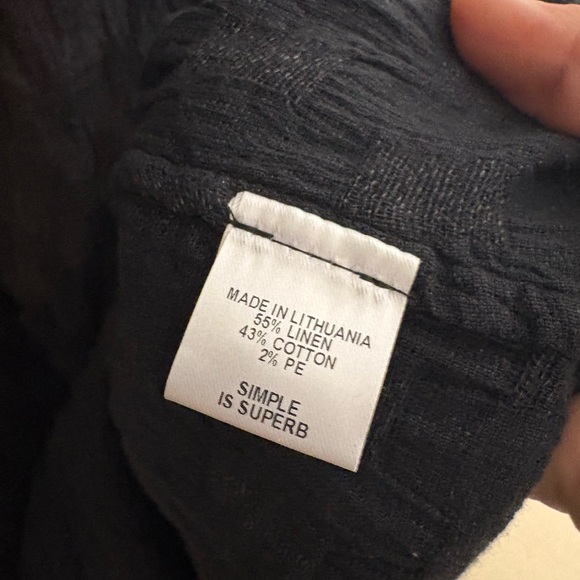 MADE IN LITHUANIA
55% LINEN
43% COTTON
2% PE
SIMPLE
IS SUPERB